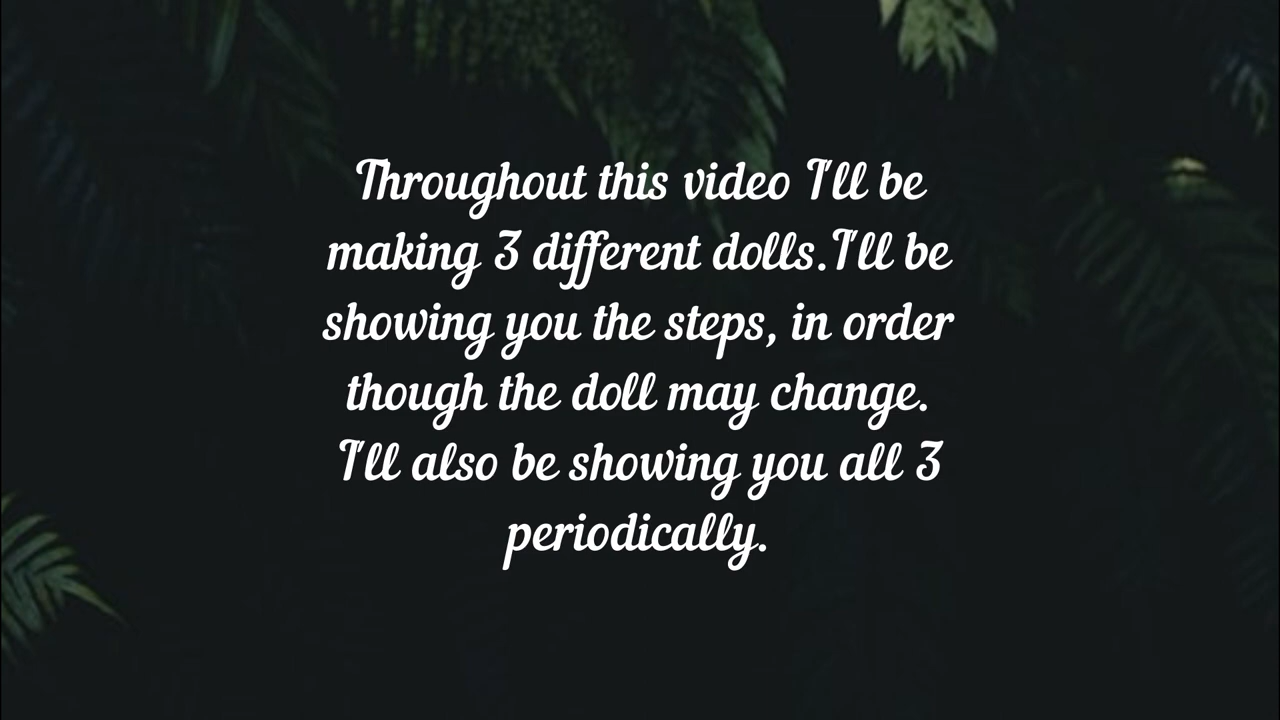 Throughout this video I'll be
making 3 different dolls.I'll be
showing you the steps, in order
though the doll may change.
I'll also be showing you all 3
periodically.